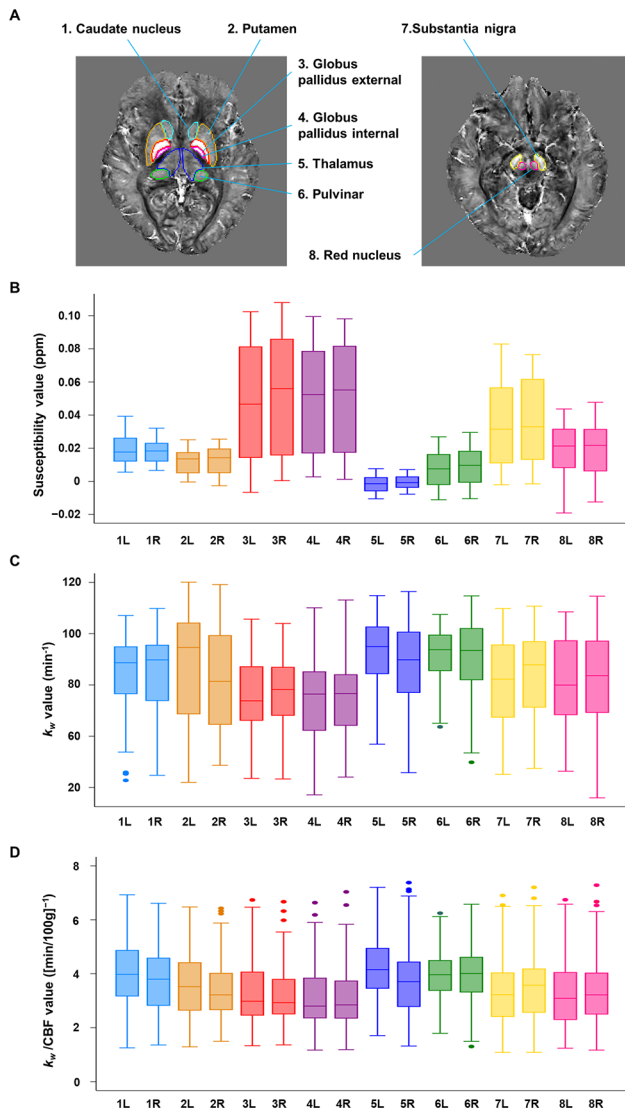 A
1. Caudate nucleus
2. Putamen
7.Substantia nigra
3. Globus
pallidus external
4. Globus
pallidus internal
5. Thalamus
6. Pulvinar
8. Red nucleus
B
Susceptibility value (ppm)
0.10
0.08
0.06
0.04
0.02
0
−0.02
1L 1R 2L 2R 3L 3R 4L 4R 5L 5R 6L 6R 7L 7R 8L 8R
C
k_w value (min⁻¹)
120
100
80
60
40
20
1L 1R 2L 2R 3L 3R 4L 4R 5L 5R 6L 6R 7L 7R 8L 8R
D
k_w /CBF value ([min/100g]⁻¹)
8
6
4
2
0
1L 1R 2L 2R 3L 3R 4L 4R 5L 5R 6L 6R 7L 7R 8L 8R